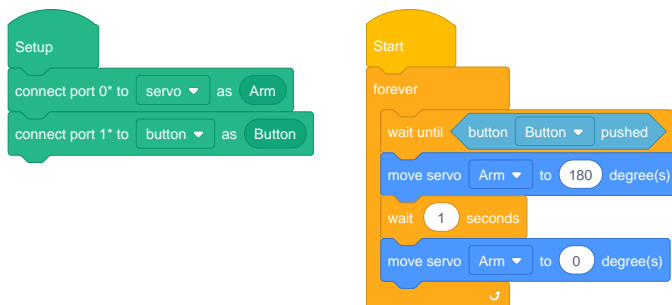 Setup
connect port 0* to servo as Arm
connect port 1* to button as Button
Start
forever
wait until button Button pushed
move servo Arm to 180 degree(s)
wait 1 seconds
move servo Arm to 0 degree(s)